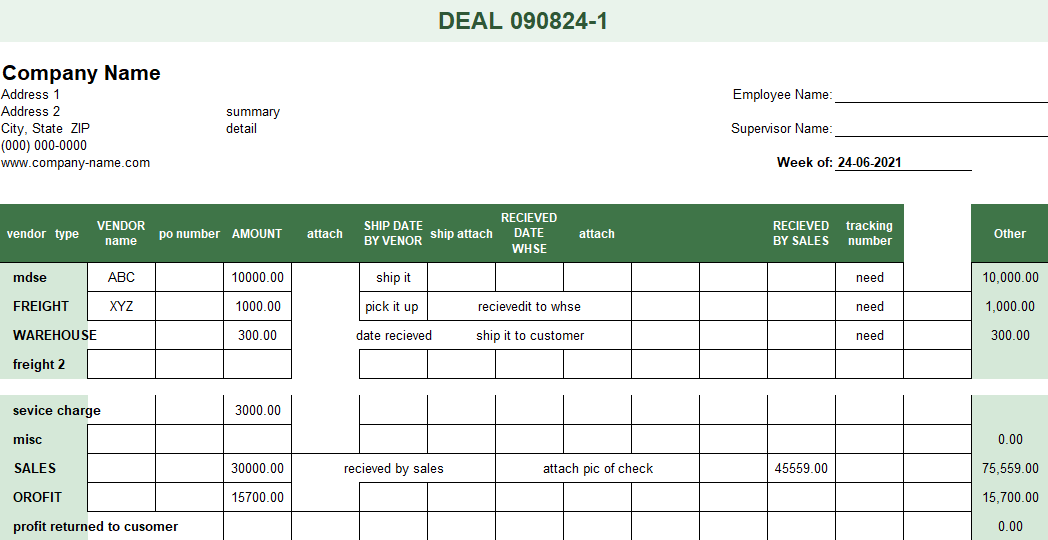 DEAL 090824-1
Company Name
Address 1
Employee Name:
Address 2 summary
City, State ZIP detail
Supervisor Name:
(000) 000-0000
www.company-name.com
Week of: 24-06-2021
vendor type VENDOR name po number AMOUNT attach SHIP DATE BY VENOR ship attach RECIEVED DATE WHSE attach RECIEVED BY SALES tracking number Other
mdse ABC 10000.00 ship it need 10,000.00
FREIGHT XYZ 1000.00 pick it up recievedit to whse need 1,000.00
WAREHOUSE 300.00 date recieved ship it to customer need 300.00
freight 2
sevice charge 3000.00
misc 0.00
SALES 30000.00 recieved by sales attach pic of check 45559.00 75,559.00
OROFIT 15700.00 15,700.00
profit returned to cusomer 0.00